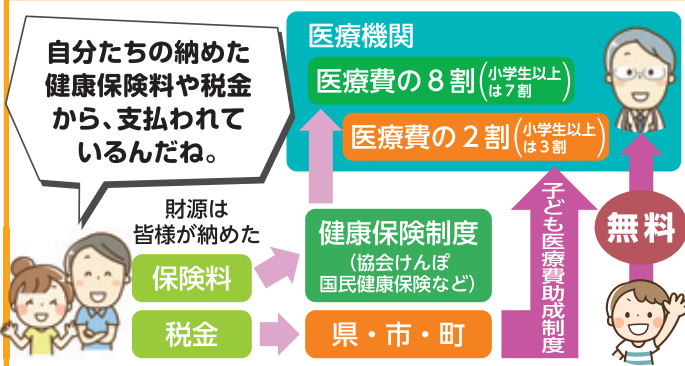 自分たちの納めた
健康保険料や税金
から、支払われて
いるんだね。
医療機関
医療費の8割(小学生以上
は7割)
医療費の2割(小学生以上
は3割)
財源は
皆様が納めた
保険料
税金
健康保険制度
(協会けんぽ
国民健康保険など)
県・市・町
子ども医療費助成制度
無料